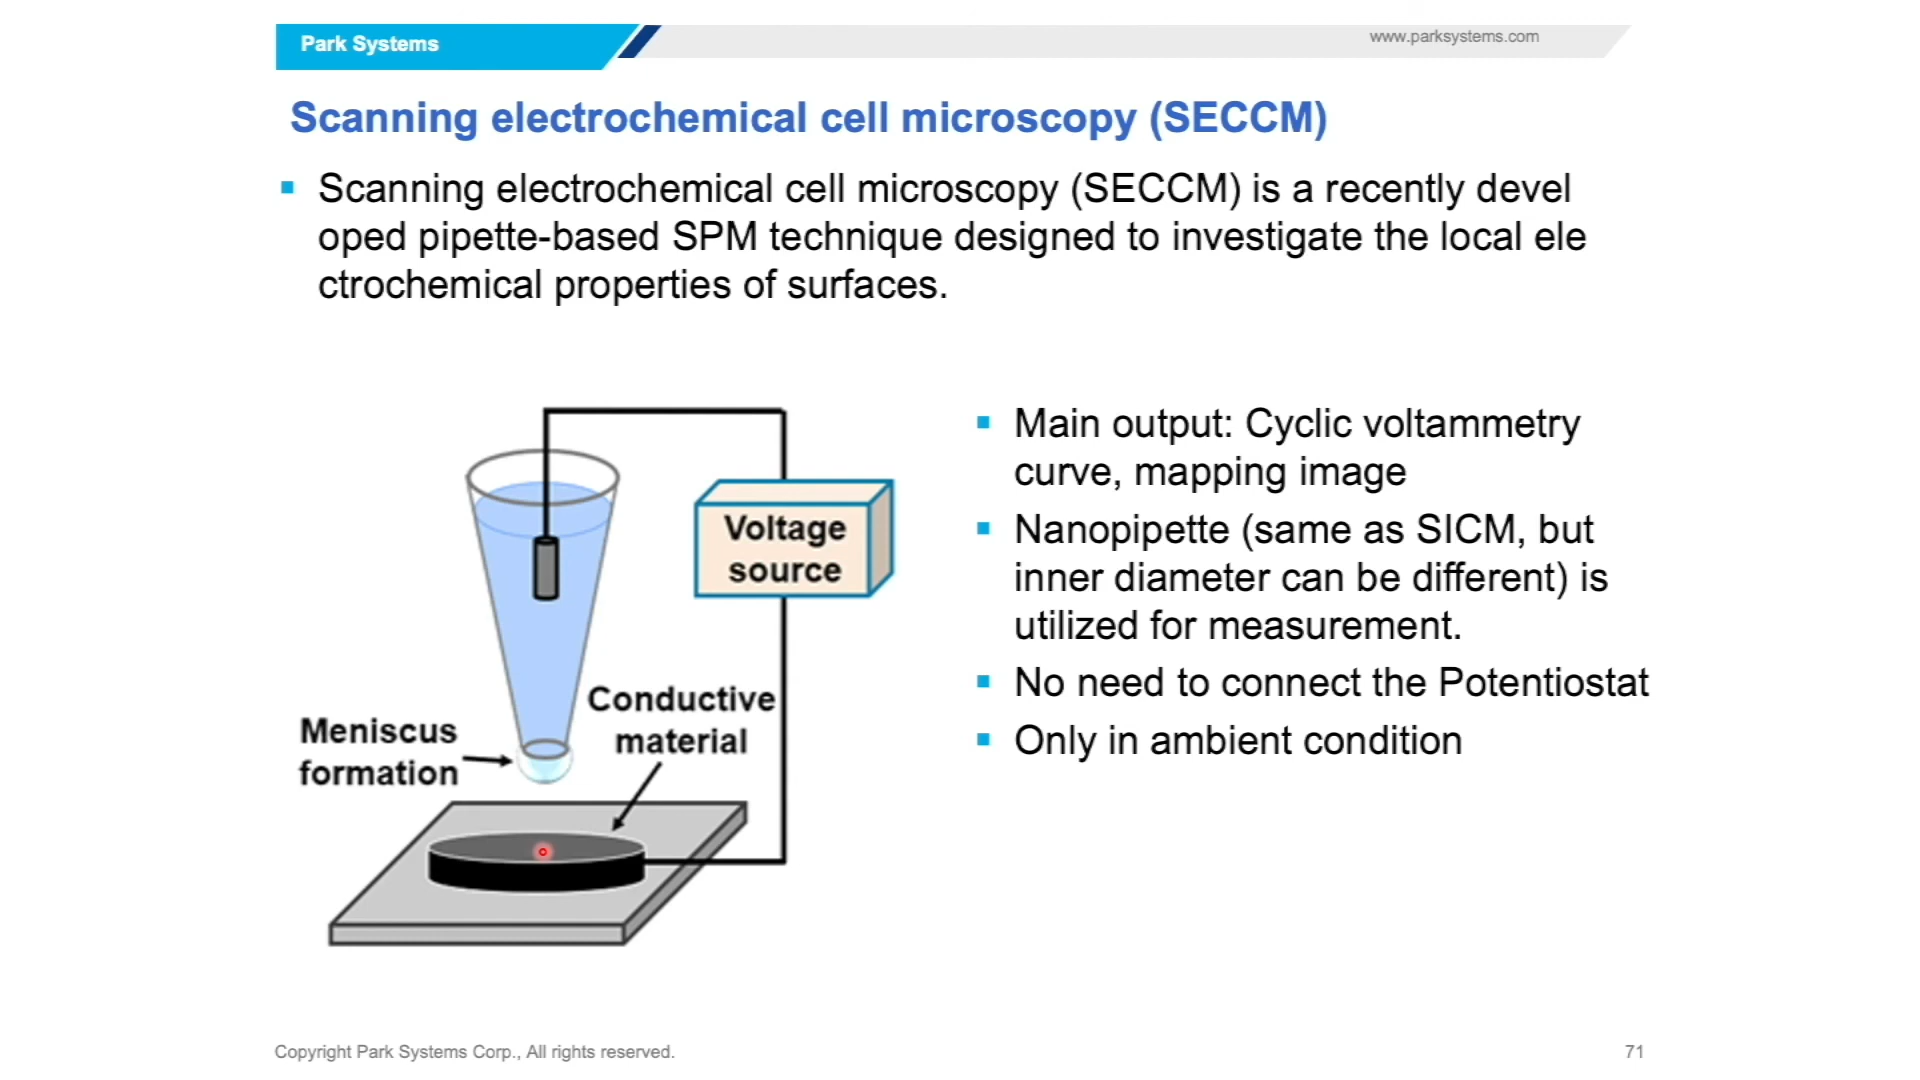 Park Systems
www.parksystems.com
Scanning electrochemical cell microscopy (SECCM)
Scanning electrochemical cell microscopy (SECCM) is a recently devel
oped pipette-based SPM technique designed to investigate the local ele
ctrochemical properties of surfaces.
Voltage
source
Conductive
material
Meniscus
formation
Main output: Cyclic voltammetry
curve, mapping image
Nanopipette (same as SICM, but
inner diameter can be different) is
utilized for measurement.
No need to connect the Potentiostat
Only in ambient condition
Copyright Park Systems Corp., All rights reserved.
71